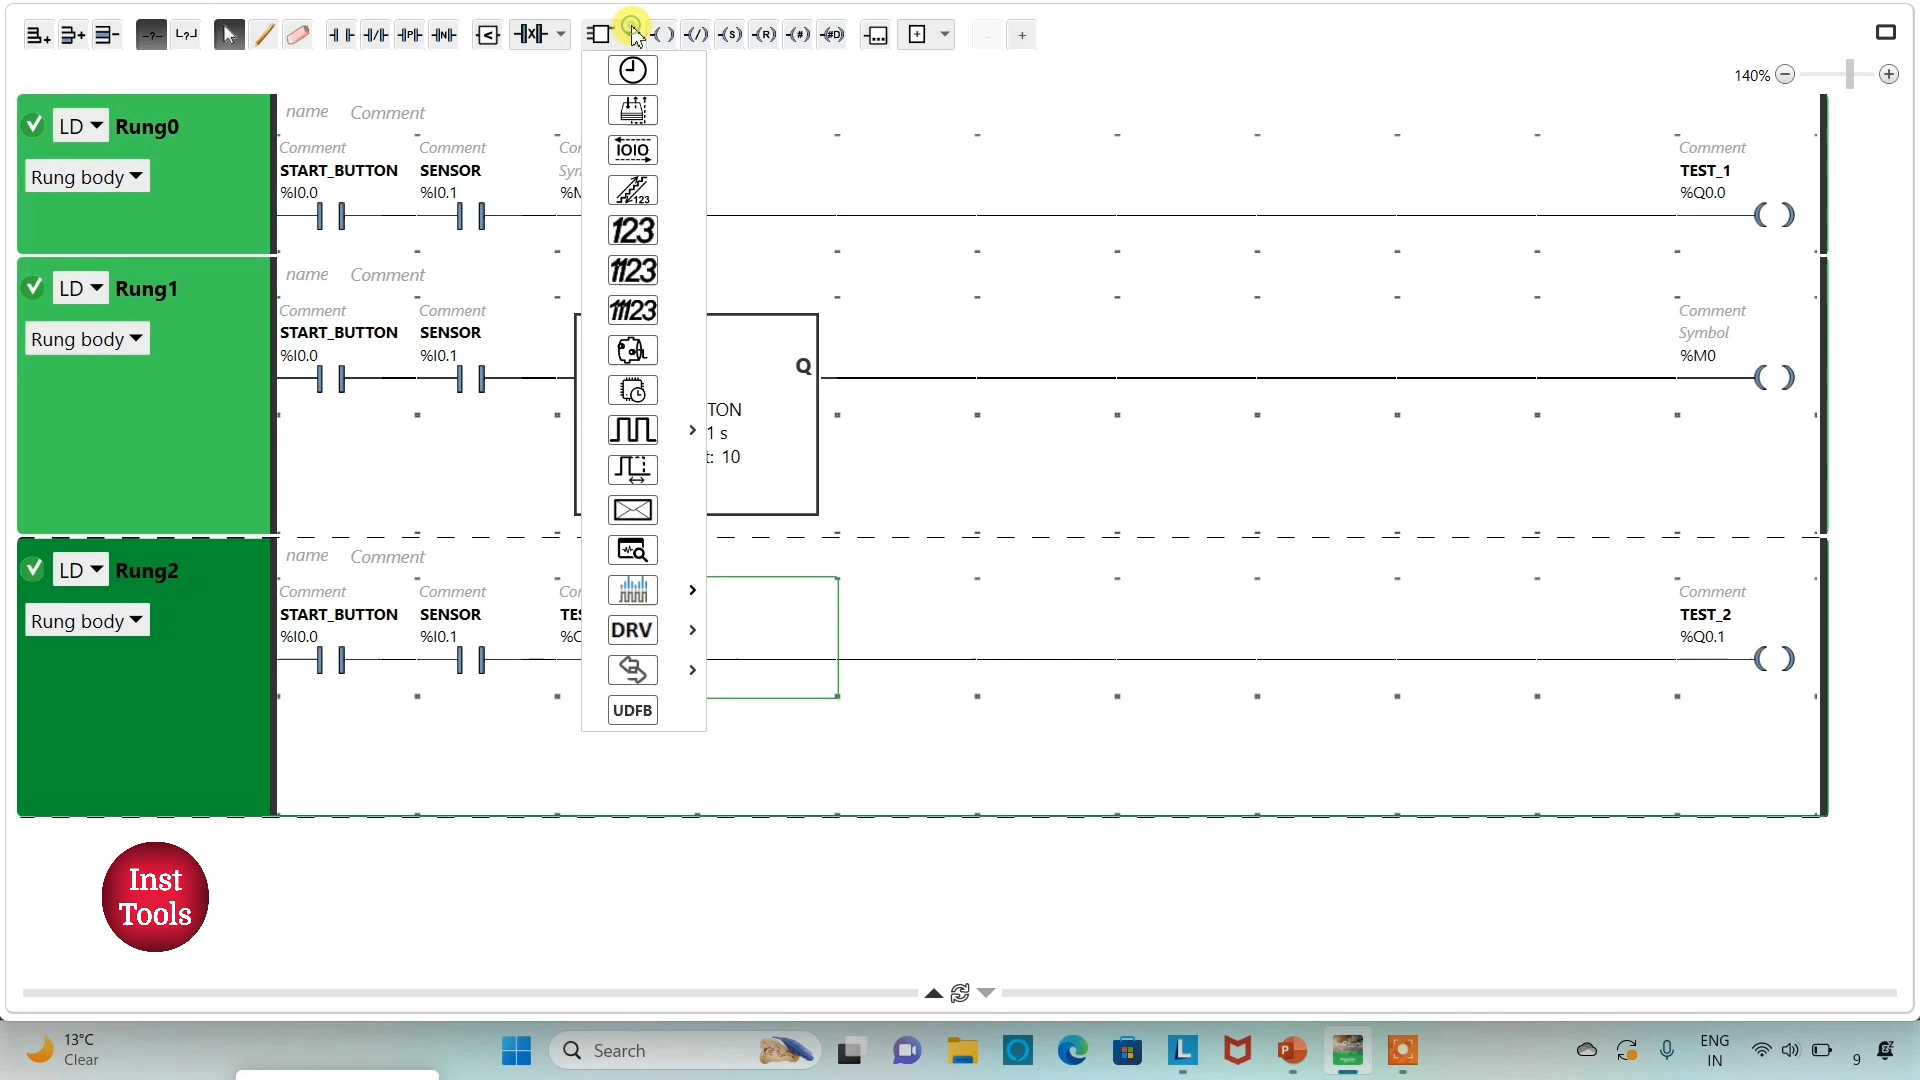 140%
LD Rung0
Rung body
name Comment
Comment Comment
START_BUTTON SENSOR
%I0.0 %I0.1
Comment
TEST_1
%Q0.0
LD Rung1
Rung body
name Comment
Comment Comment
START_BUTTON SENSOR
%I0.0 %I0.1
Q
TON
1 s
t: 10
Comment
Symbol
%M0
LD Rung2
Rung body
name Comment
Comment Comment
START_BUTTON SENSOR
%I0.0 %I0.1
Comment
TEST_2
%Q0.1
IOIO
123
123
1123
11123
DRV
UDFB
Inst
Tools
13°C
Clear
Search
ENG
IN
9